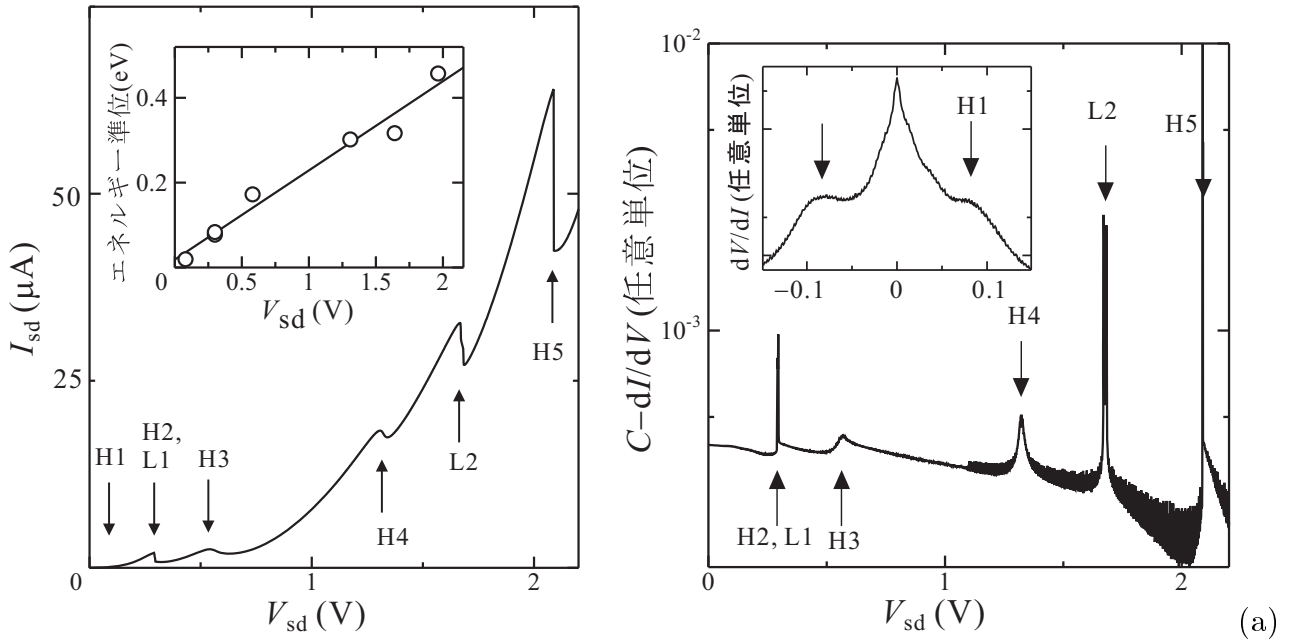 I_sd (µA)
50
25
0
1
2
V_sd (V)
H1
H2,
L1
H3
H4
L2
H5
エネルギー準位(eV)
0.4
0.2
0
0.5
1
1.5
2
V_sd (V)
C−dI/dV (任意単位)
10^-2
10^-3
0
1
2
V_sd (V)
H2, L1
H3
H4
L2
H5
dV/dI (任意単位)
H1
−0.1
0
0.1
(a)